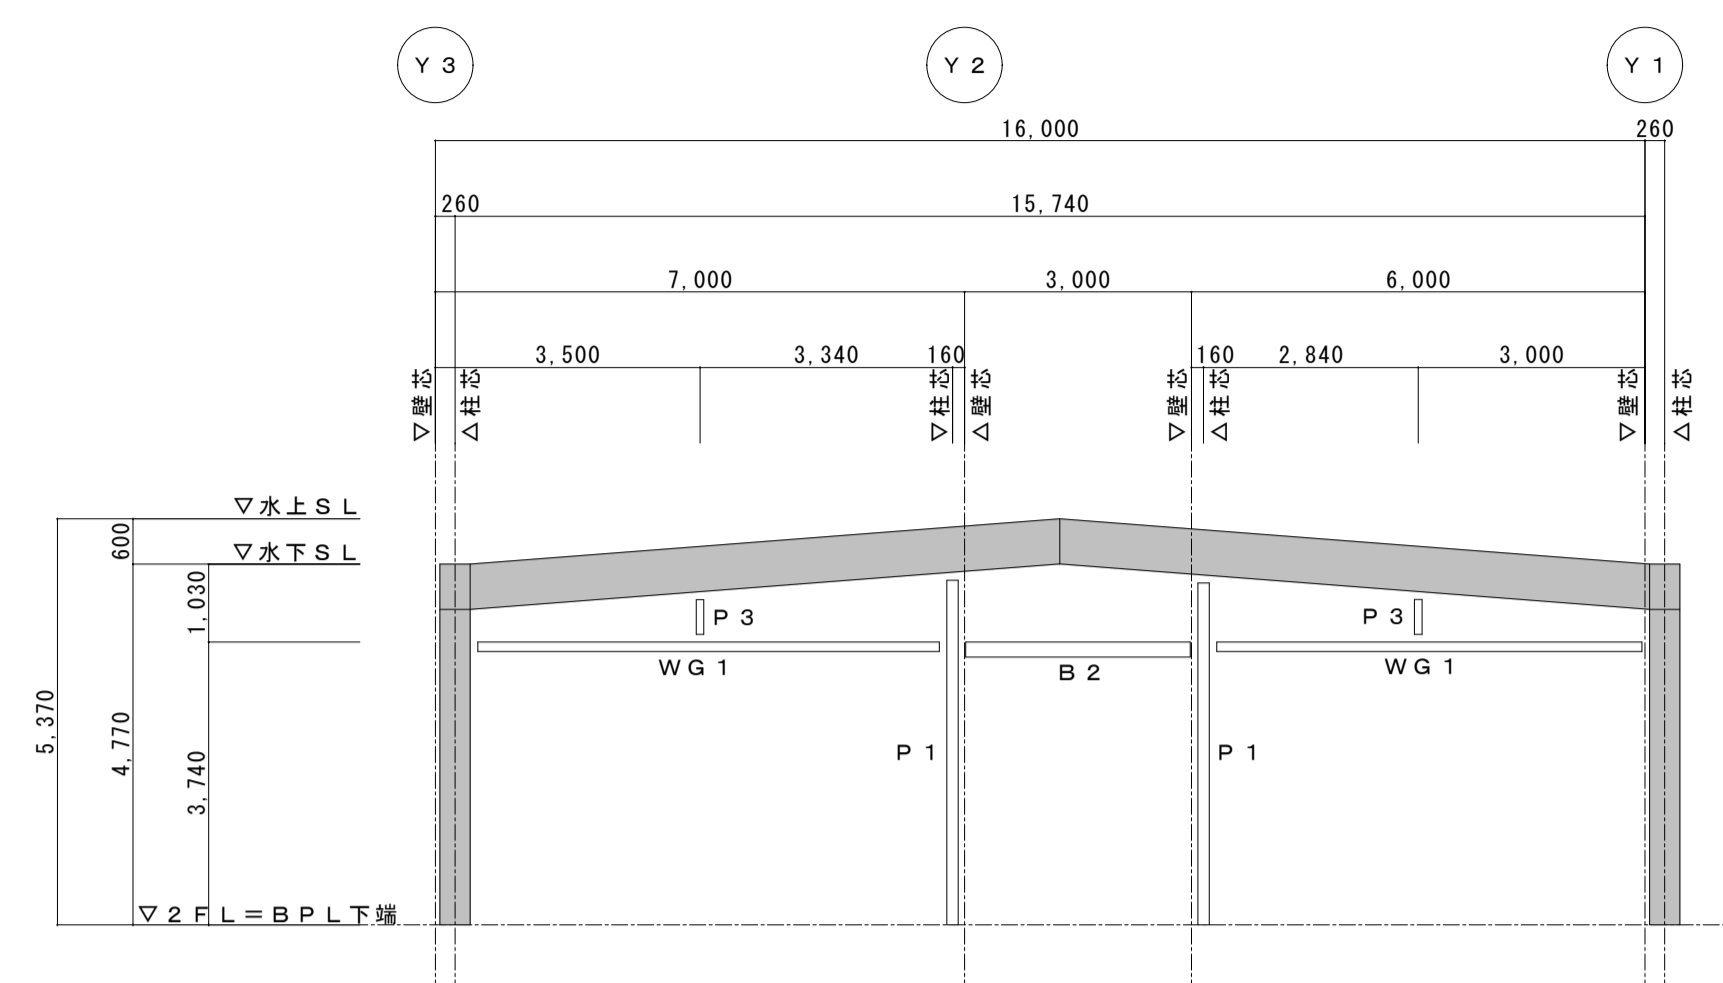 Ｙ３
Ｙ２
Ｙ１
16,000
260
260
15,740
7,000
3,000
6,000
3,500
3,340
160
160
2,840
3,000
▽壁芯
△柱芯
▽柱芯
△壁芯
▽壁芯
△柱芯
▽壁芯
△柱芯
▽水上ＳＬ
600
▽水下ＳＬ
1,030
Ｐ３
Ｐ３
ＷＧ１
Ｂ２
ＷＧ１
5,370
4,770
3,740
Ｐ１
Ｐ１
▽２ＦＬ＝ＢＰＬ下端